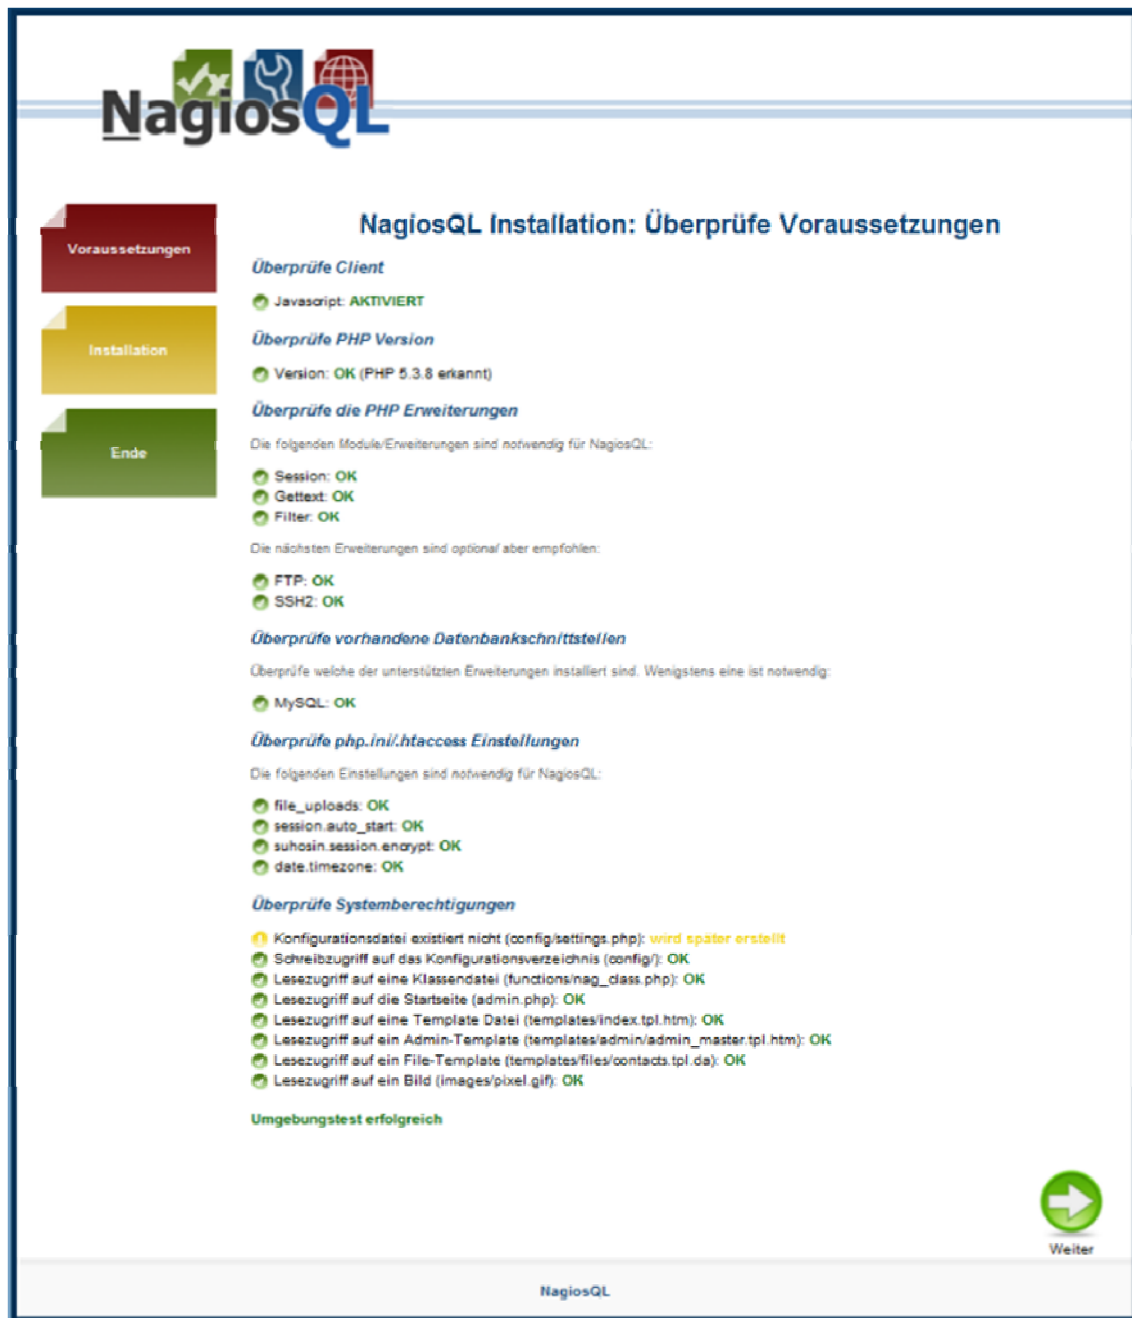 NagiosQL
NagiosQL Installation: Überprüfe Voraussetzungen
Voraussetzungen
Installation
Ende
Überprüfe Client
Javascript: AKTIVIERT
Überprüfe PHP Version
Version: OK (PHP 5.3.8 erkannt)
Überprüfe die PHP Erweiterungen
Die folgenden Module/Erweiterungen sind notwendig für NagiosQL:
Session: OK
Gettext: OK
Filter: OK
Die nächsten Erweiterungen sind optional aber empfohlen:
FTP: OK
SSH2: OK
Überprüfe vorhandene Datenbankschnittstellen
Überprüfe welche der unterstützten Erweiterungen installiert sind. Wenigstens eine ist notwendig:
MySQL: OK
Überprüfe php.ini/.htaccess Einstellungen
Die folgenden Einstellungen sind notwendig für NagiosQL:
file_uploads: OK
session.auto_start: OK
suhosin.session.encrypt: OK
date.timezone: OK
Überprüfe Systemberechtigungen
Konfigurationsdatei existiert nicht (config/settings.php): wird später erstellt
Schreibzugriff auf das Konfigurationsverzeichnis (config/): OK
Lesezugriff auf eine Klassendatei (functions/nag_class.php): OK
Lesezugriff auf die Startseite (admin.php): OK
Lesezugriff auf eine Template Datei (templates/index.tpl.htm): OK
Lesezugriff auf ein Admin-Template (templates/admin/admin_master.tpl.htm): OK
Lesezugriff auf ein File-Template (templates/files/contacts.tpl.da): OK
Lesezugriff auf ein Bild (images/pixel.gif): OK
Umgebungstest erfolgreich
Weiter
NagiosQL